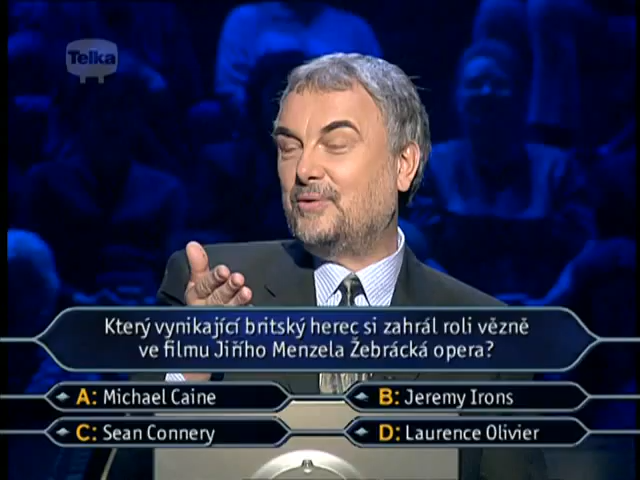 Telka
Který vynikající britský herec si zahrál roli vězně
ve filmu Jiřího Menzela Žebrácká opera?
A: Michael Caine
B: Jeremy Irons
C: Sean Connery
D: Laurence Olivier